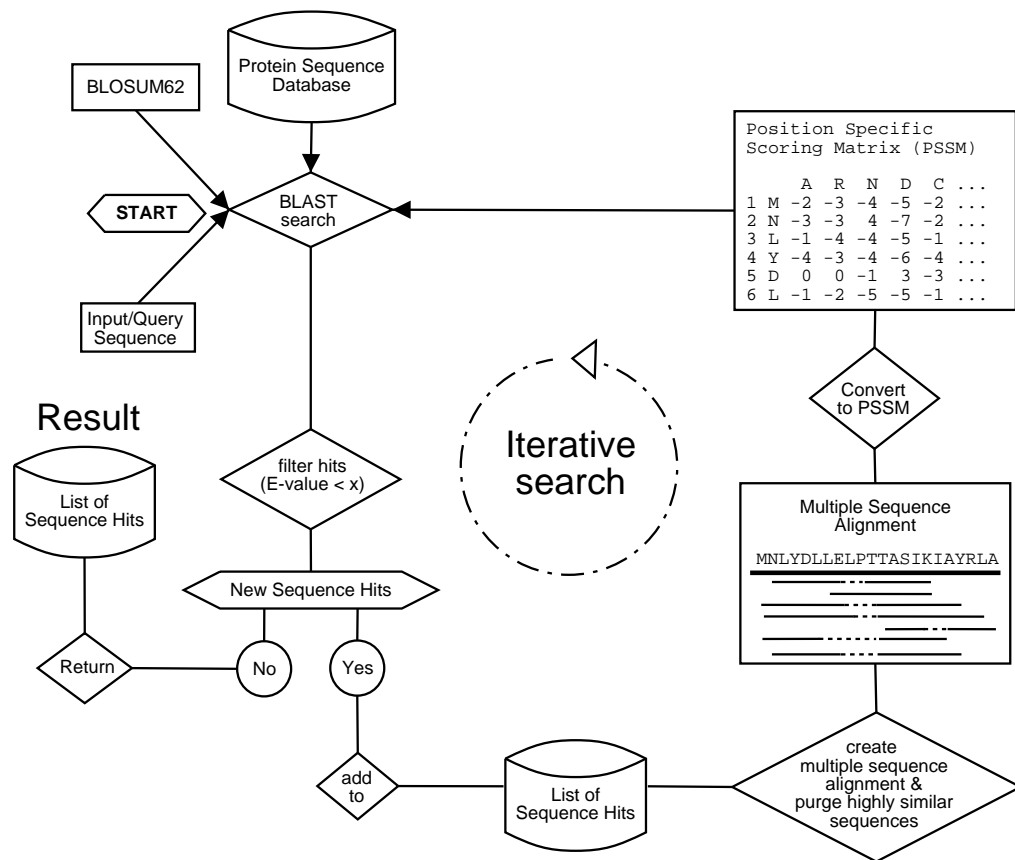 Protein Sequence
Database
BLOSUM62
START
BLAST
search
Input/Query
Sequence
Position Specific
Scoring Matrix (PSSM)
A R N D C ...
1 M -2 -3 -4 -5 -2 ...
2 N -3 -3 4 -7 -2 ...
3 L -1 -4 -4 -5 -1 ...
4 Y -4 -3 -4 -6 -4 ...
5 D 0 0 -1 3 -3 ...
6 L -1 -2 -5 -5 -1 ...
Convert
to PSSM
Iterative
search
Result
List of
Sequence Hits
filter hits
(E-value < x)
Multiple Sequence
Alignment
MNLYDLLELPTTASIKIAYRLA
New Sequence Hits
Return
No
Yes
add
to
List of
Sequence Hits
create
multiple sequence
alignment &
purge highly similar
sequences